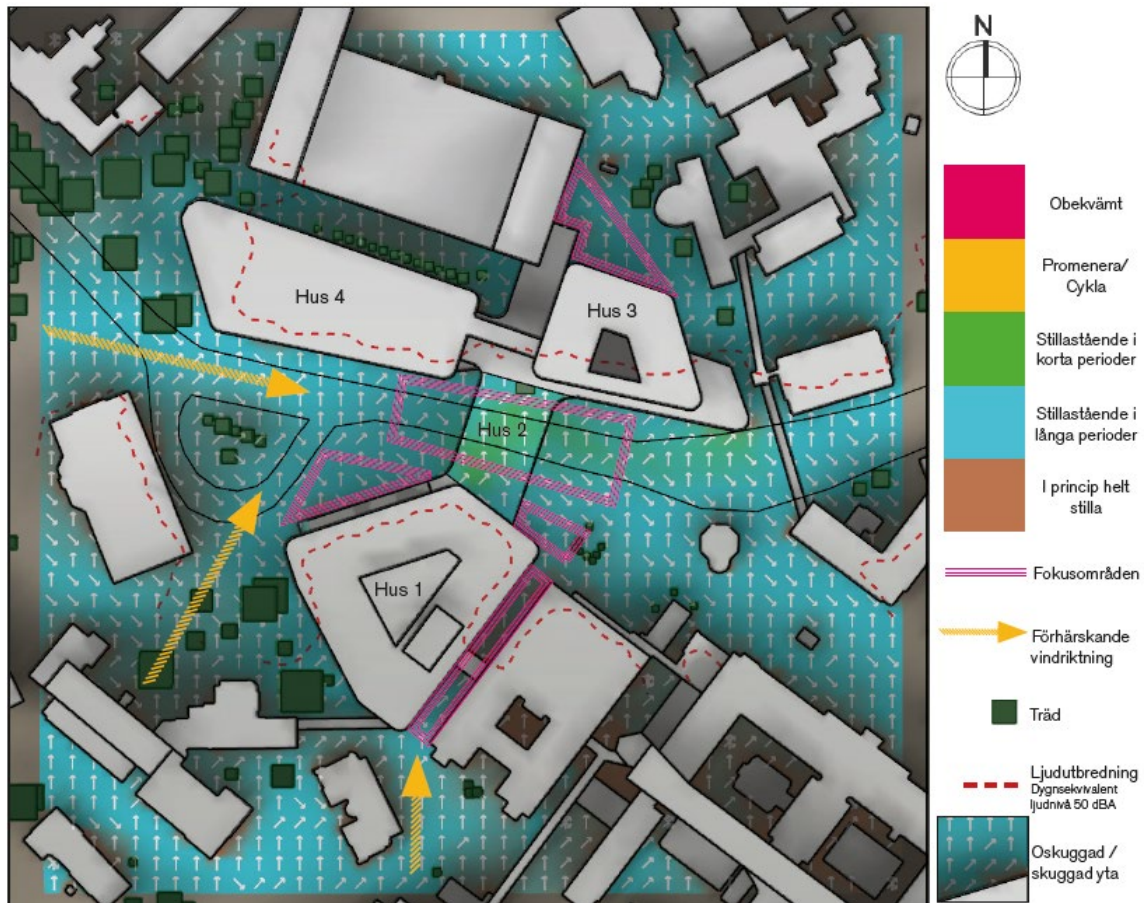 N
Hus 4
Hus 3
Hus 2
Hus 1
Obekvämt
Promenera/
Cykla
Stillastående i
korta perioder
Stillastående i
långa perioder
I princip helt
stilla
Fokusområden
Förhärskande
vindriktning
Träd
Ljudutbredning
Dygnsekvivalent
ljudnivå 50 dBA
Oskuggad /
skuggad yta